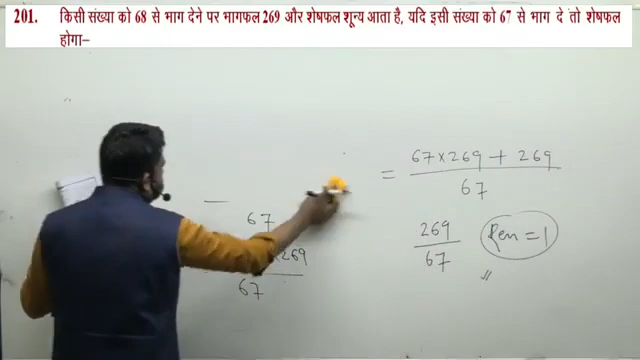 201. किसी संख्या को 68 से भाग देने पर भागफल 269 और शेषफल शून्य आता है, यदि इसी संख्या को 67 से भाग दे तो शेषफल
होगा–
= 67×269 + 269
67
269
67
Rem = 1
67
269
67